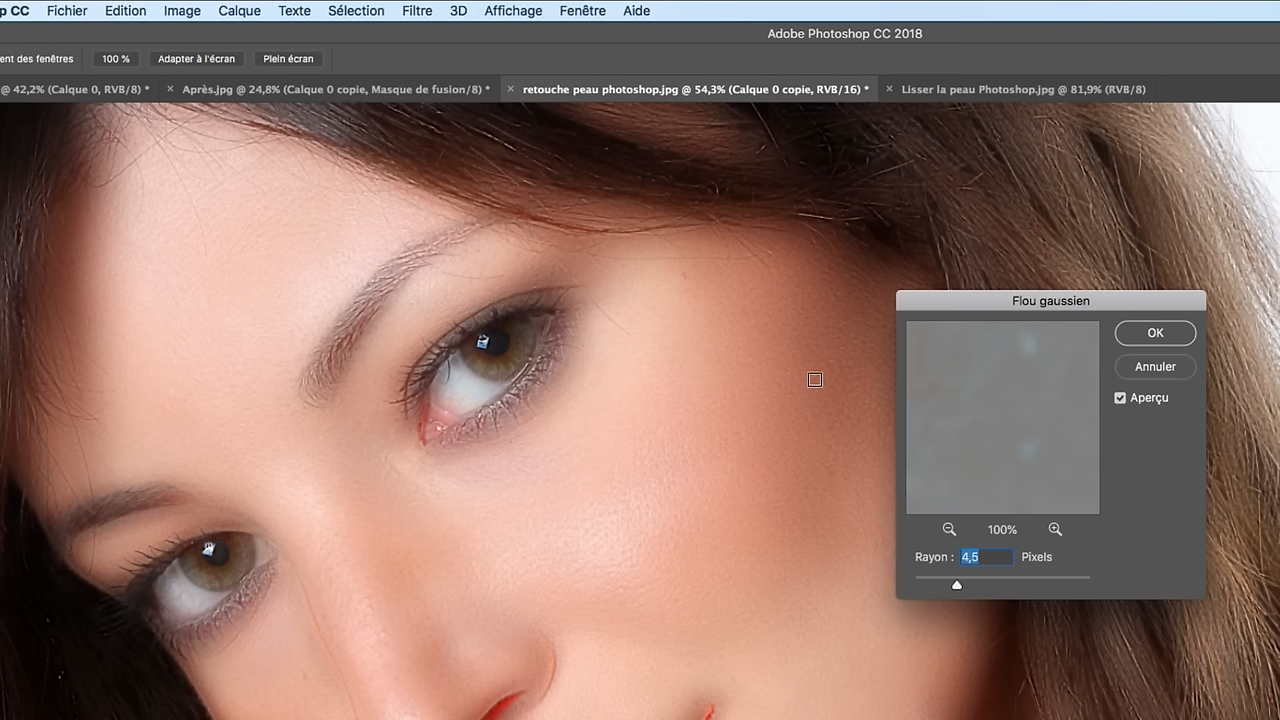 p CC Fichier Edition Image Calque Texte Sélection Filtre 3D Affichage Fenêtre Aide
Adobe Photoshop CC 2018
ent des fenêtres 100 % Adapter à l'écran Plein écran
@ 42,2% (Calque 0, RVB/8) * × Après.jpg @ 24,8% (Calque 0 copie, Masque de fusion/8) * × retouche peau photoshop.jpg @ 54,3% (Calque 0 copie, RVB/16) * × Lisser la peau Photoshop.jpg @ 81,9% (RVB/8)
Flou gaussien
OK
Annuler
Aperçu
100%
Rayon : 4,5 Pixels